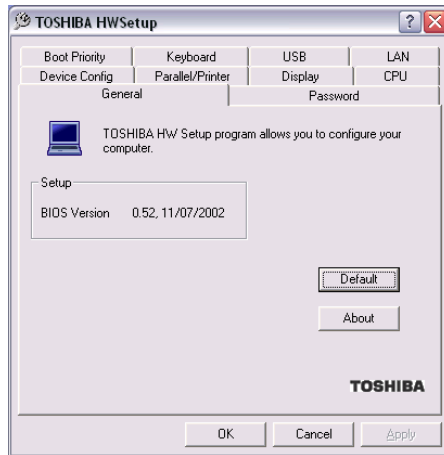 TOSHIBA HWSetup
Boot Priority Keyboard USB LAN
Device Config Parallel/Printer Display CPU
General Password
TOSHIBA HW Setup program allows you to configure your
computer.
Setup
BIOS Version 0.52, 11/07/2002
Default
About
TOSHIBA
OK Cancel Apply